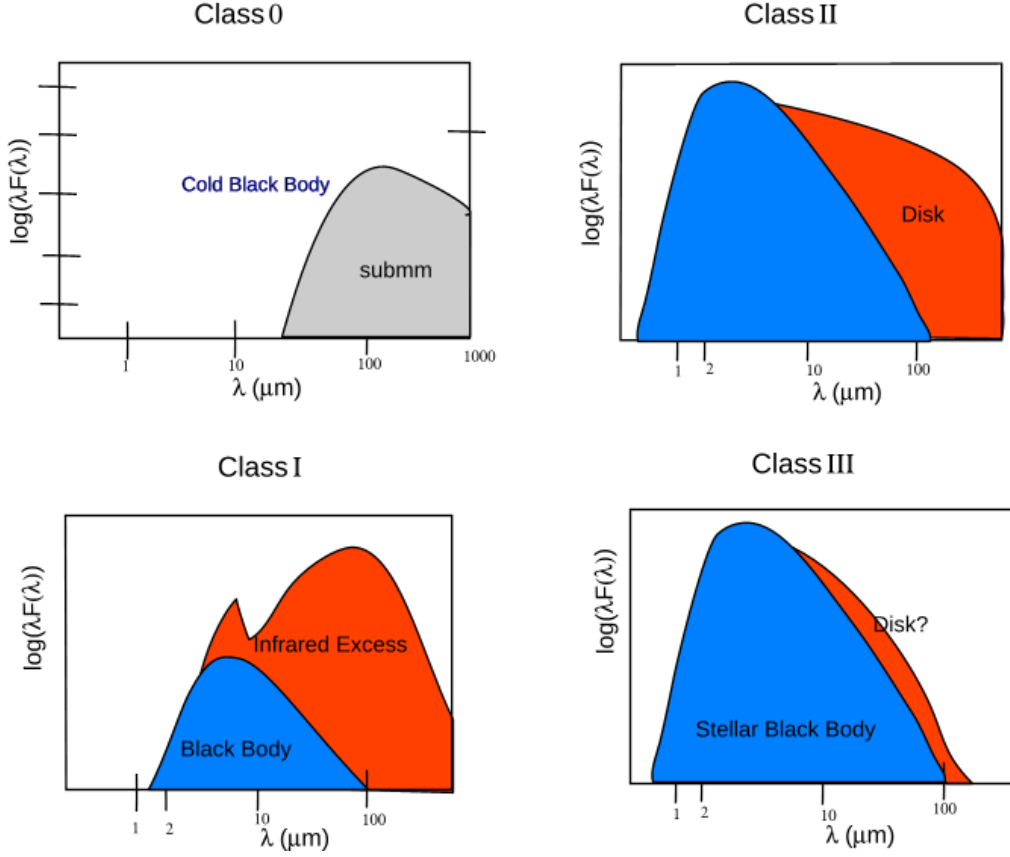 Class 0
log(λF(λ))
Cold Black Body
submm
1 10 100 1000
λ (μm)
Class II
log(λF(λ))
Disk
1 2 10 100
λ (μm)
Class I
log(λF(λ))
Infrared Excess
Black Body
1 2 10 100
λ (μm)
Class III
log(λF(λ))
Disk?
Stellar Black Body
1 2 10 100
λ (μm)